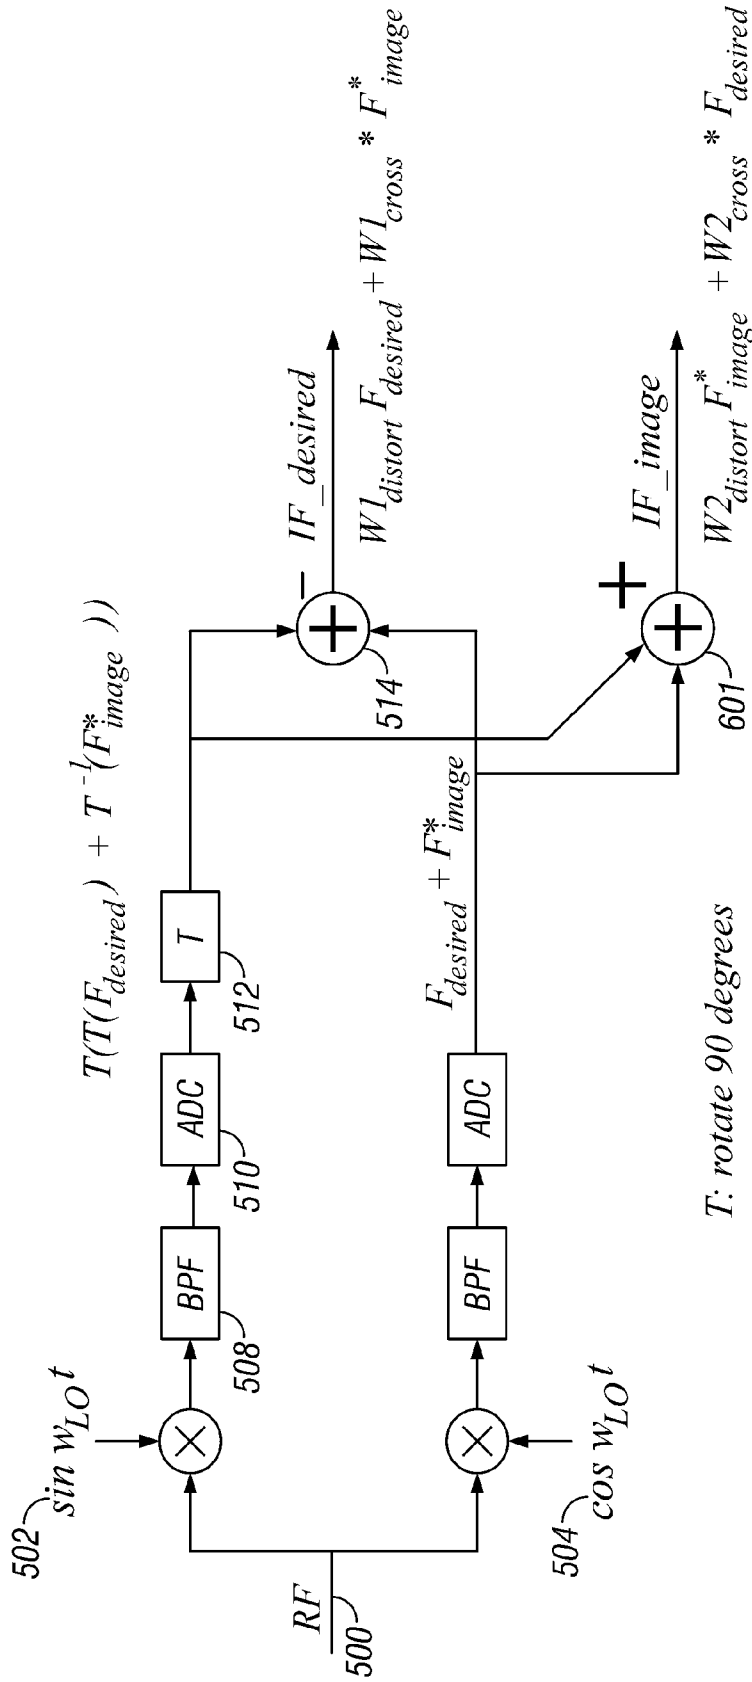 502
sin w_LO t
T(T(F_desired) + T^-1(F*_image))
508
BPF
510
ADC
512
T
RF
500
-
+
514
IF_desired
W1_distort F_desired + W1_cross * F*_image
504
cos w_LO t
BPF
ADC
F_desired + F*_image
+
+
601
IF_image
W2_distort F*_image + W2_cross * F_desired
T: rotate 90 degrees